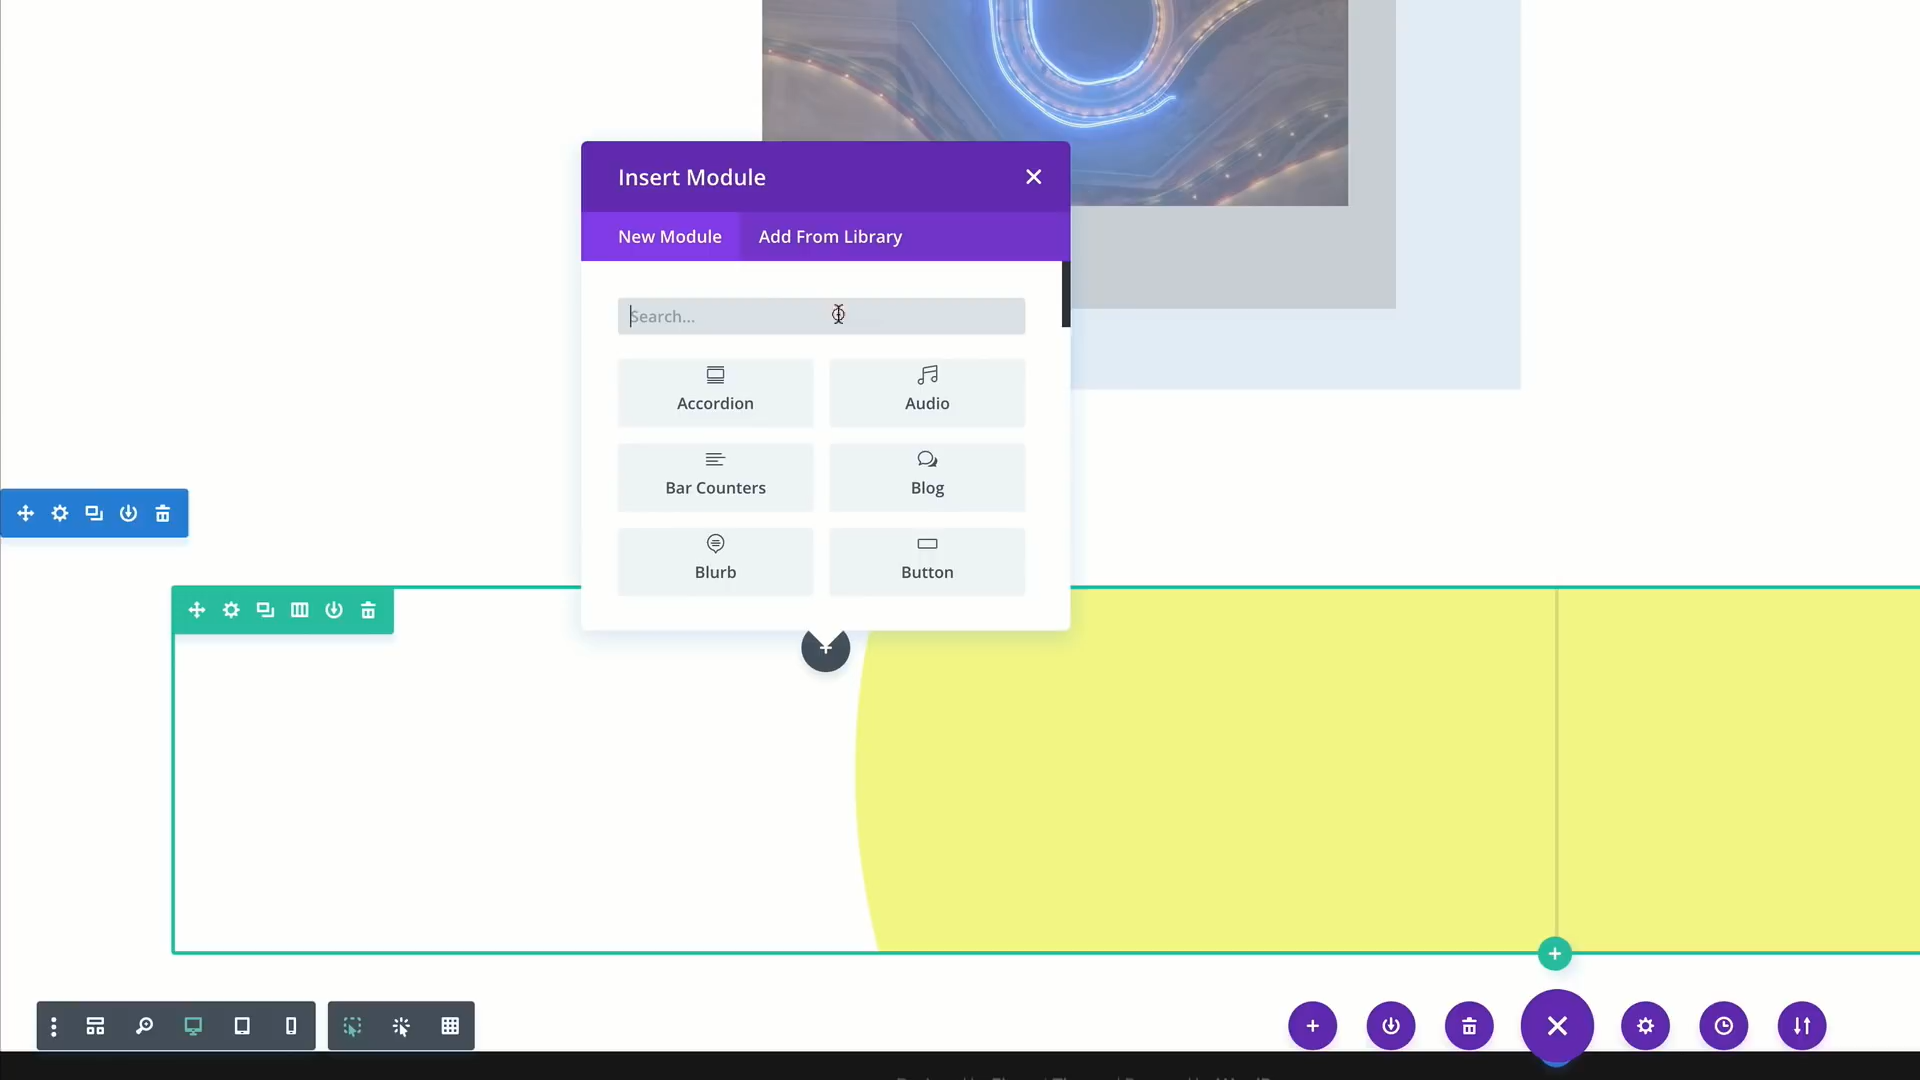 Insert Module
New Module
Add From Library
Search...
Accordion
Audio
Bar Counters
Blog
Blurb
Button